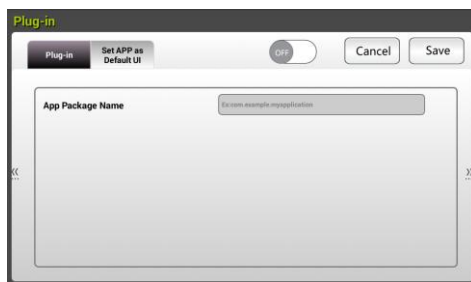 Plug-in
Plug-in
Set APP as
Default UI
OFF
Cancel
Save
App Package Name
Ex:com.example.myapplication
«
»